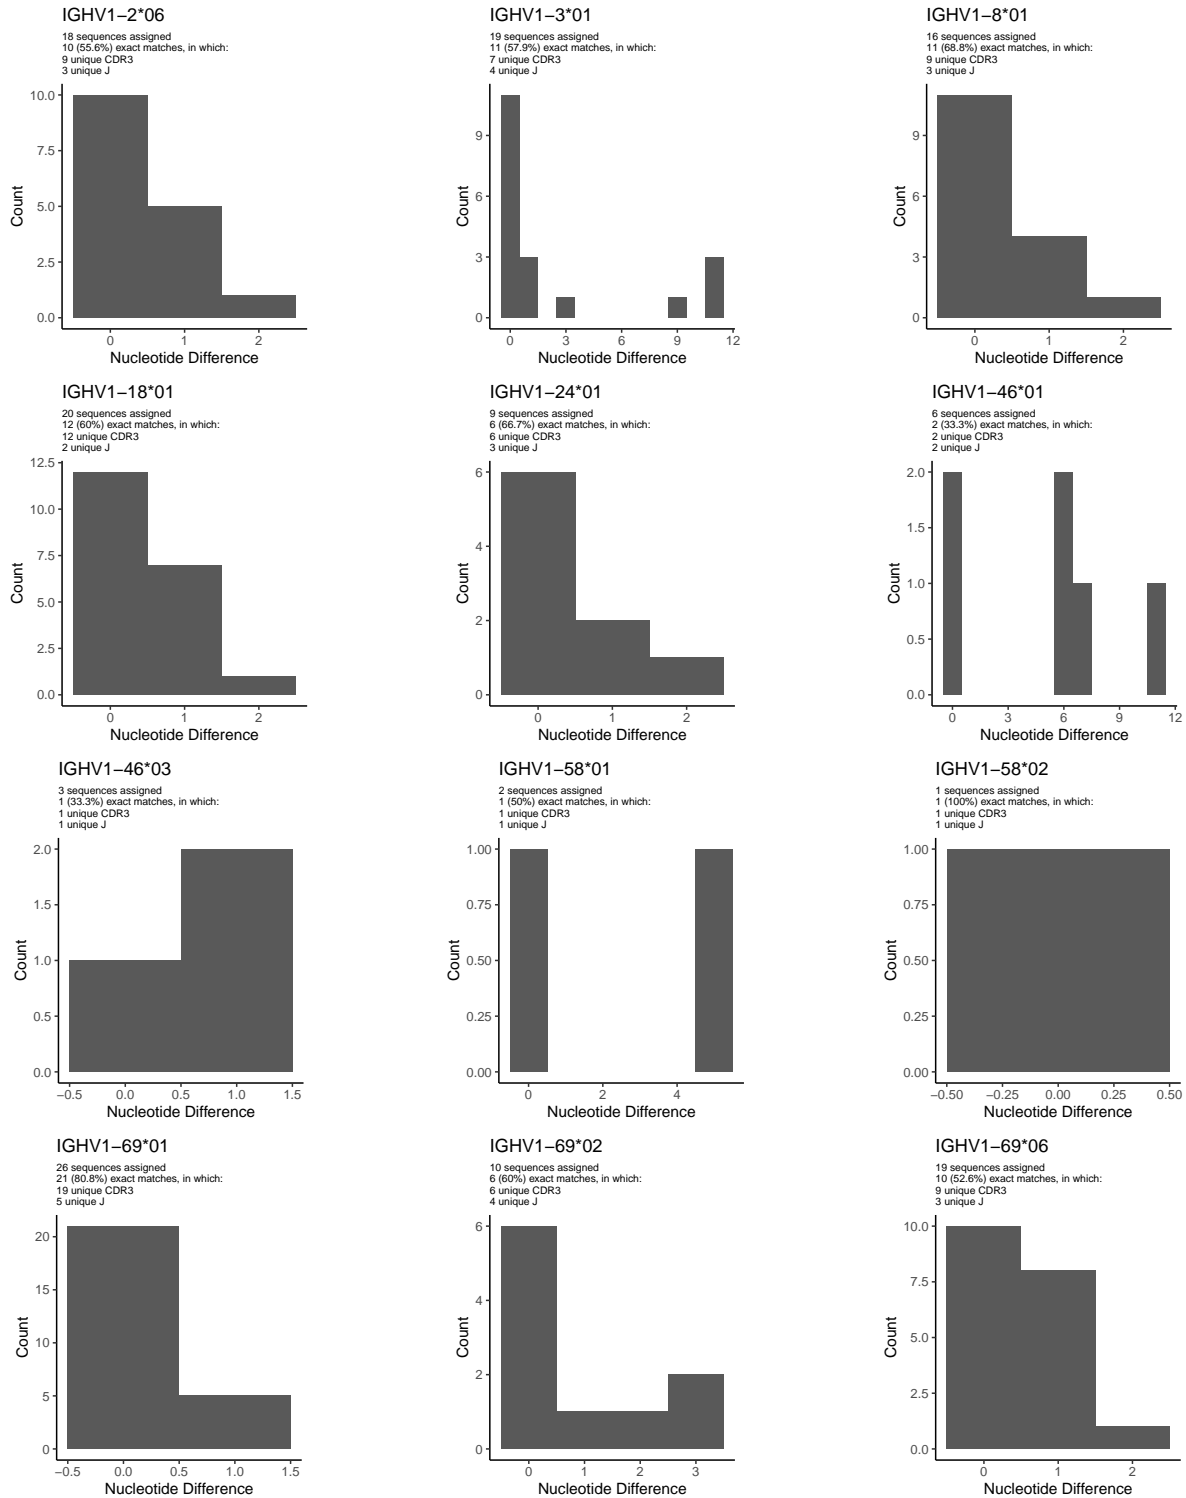 IGHV1−2*06
18 sequences assigned
10 (55.6%) exact matches, in which:
9 unique CDR3
3 unique J
10.0
7.5
5.0
2.5
0.0
Count
0 1 2
Nucleotide Difference
IGHV1−3*01
19 sequences assigned
11 (57.9%) exact matches, in which:
7 unique CDR3
4 unique J
9
6
3
0
Count
0 3 6 9 12
Nucleotide Difference
IGHV1−8*01
16 sequences assigned
11 (68.8%) exact matches, in which:
9 unique CDR3
3 unique J
9
6
3
0
Count
0 1 2
Nucleotide Difference
IGHV1−18*01
20 sequences assigned
12 (60%) exact matches, in which:
12 unique CDR3
2 unique J
12.5
10.0
7.5
5.0
2.5
0.0
Count
0 1 2
Nucleotide Difference
IGHV1−24*01
9 sequences assigned
6 (66.7%) exact matches, in which:
6 unique CDR3
3 unique J
6
4
2
0
Count
0 1 2
Nucleotide Difference
IGHV1−46*01
6 sequences assigned
2 (33.3%) exact matches, in which:
2 unique CDR3
2 unique J
2.0
1.5
1.0
0.5
0.0
Count
0 3 6 9 12
Nucleotide Difference
IGHV1−46*03
3 sequences assigned
1 (33.3%) exact matches, in which:
1 unique CDR3
1 unique J
2.0
1.5
1.0
0.5
0.0
Count
−0.5 0.0 0.5 1.0 1.5
Nucleotide Difference
IGHV1−58*01
2 sequences assigned
1 (50%) exact matches, in which:
1 unique CDR3
1 unique J
1.00
0.75
0.50
0.25
0.00
Count
0 2 4
Nucleotide Difference
IGHV1−58*02
1 sequences assigned
1 (100%) exact matches, in which:
1 unique CDR3
1 unique J
1.00
0.75
0.50
0.25
0.00
Count
−0.50 −0.25 0.00 0.25 0.50
Nucleotide Difference
IGHV1−69*01
26 sequences assigned
21 (80.8%) exact matches, in which:
19 unique CDR3
5 unique J
20
15
10
5
0
Count
−0.5 0.0 0.5 1.0 1.5
Nucleotide Difference
IGHV1−69*02
10 sequences assigned
6 (60%) exact matches, in which:
6 unique CDR3
4 unique J
6
4
2
0
Count
0 1 2 3
Nucleotide Difference
IGHV1−69*06
19 sequences assigned
10 (52.6%) exact matches, in which:
9 unique CDR3
3 unique J
10.0
7.5
5.0
2.5
0.0
Count
0 1 2
Nucleotide Difference